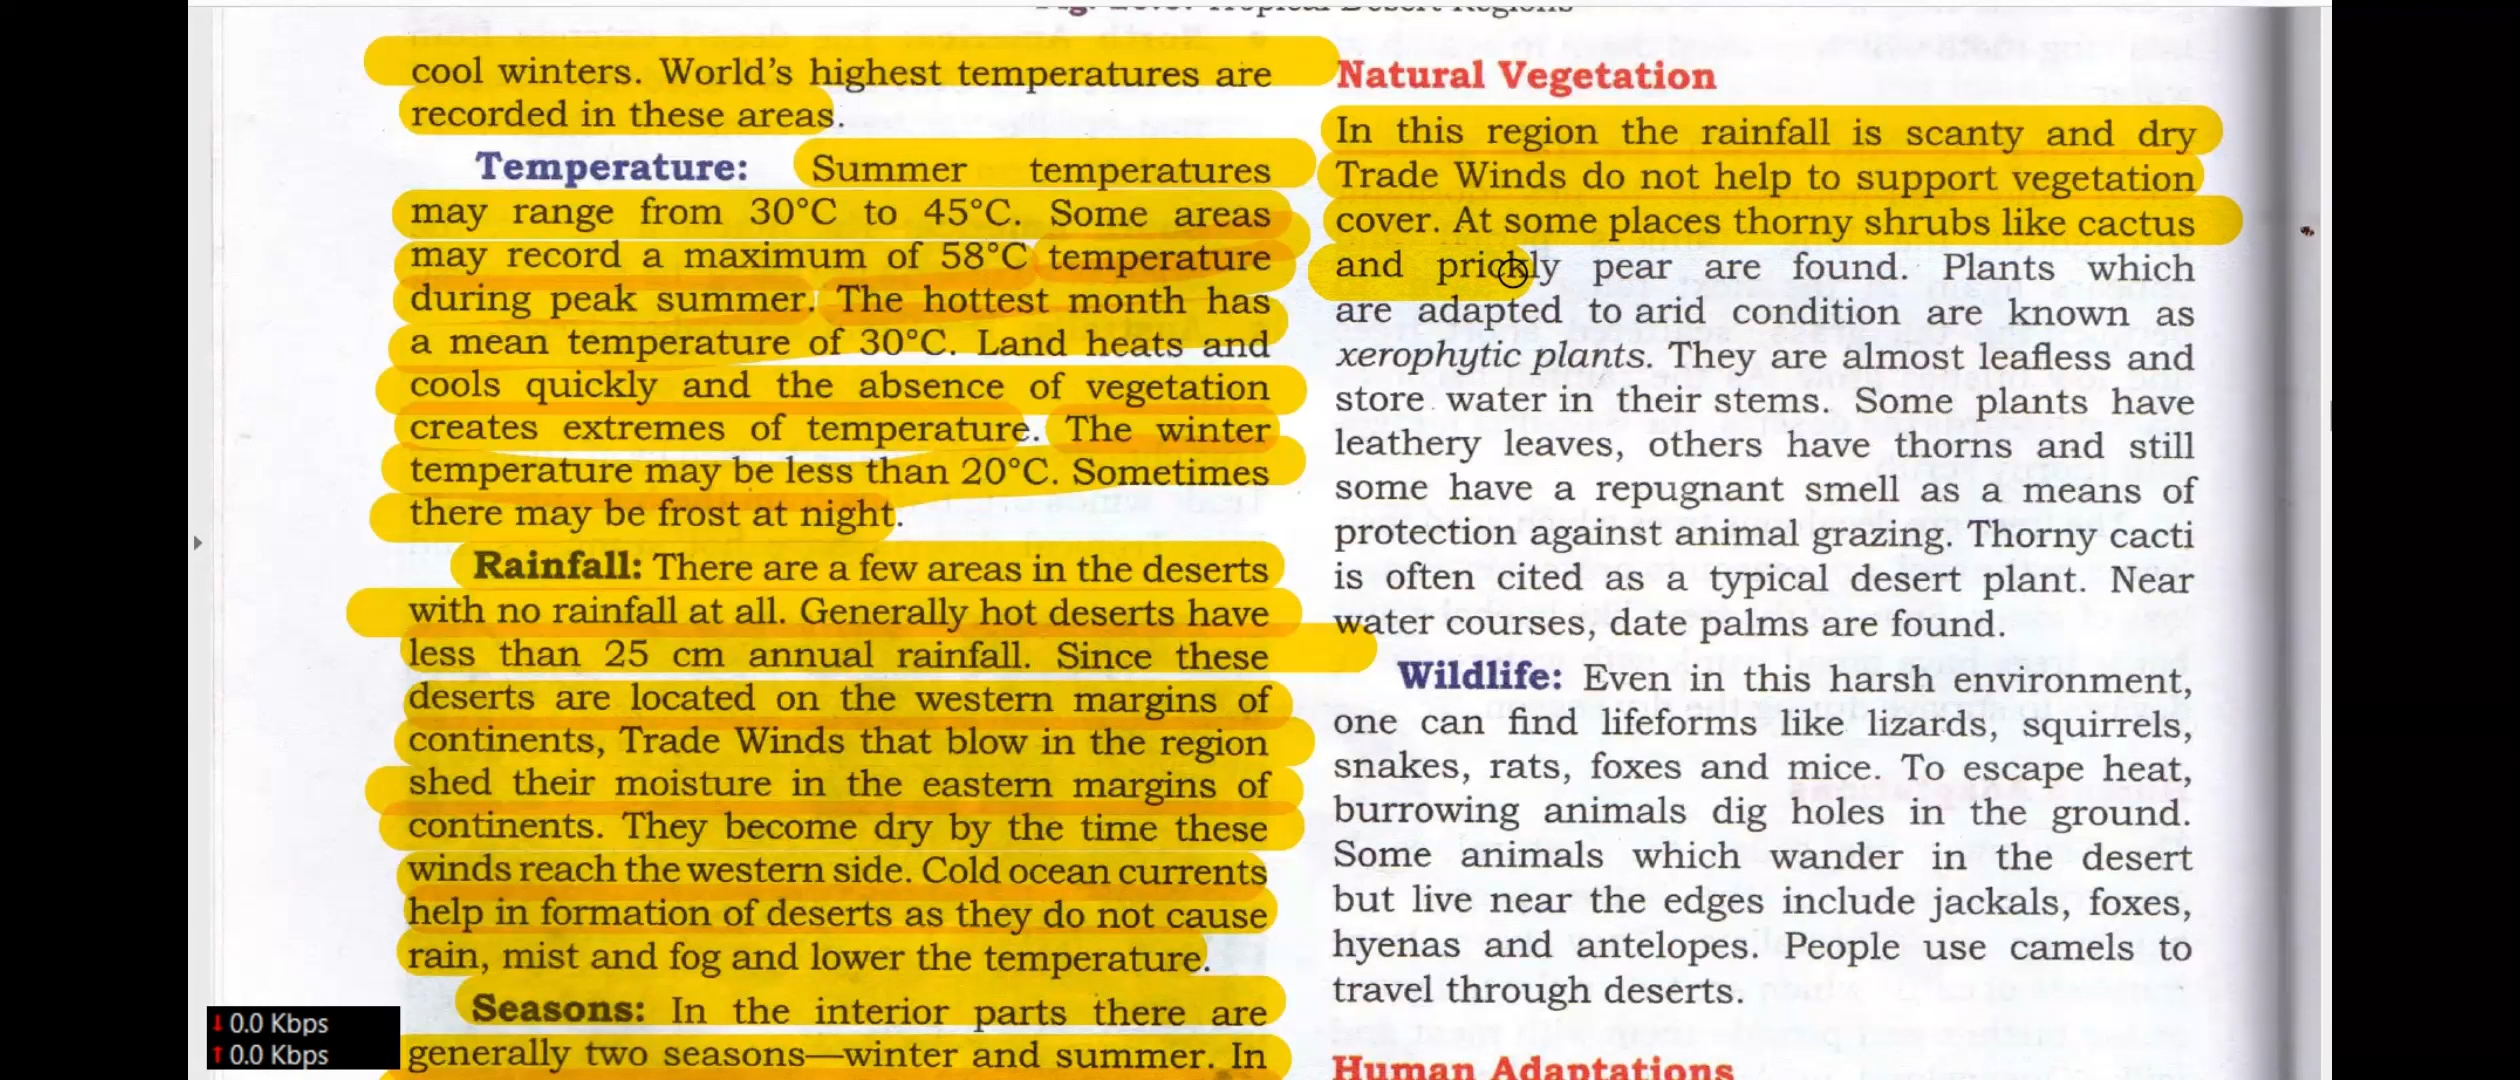 cool winters. World's highest temperatures are
recorded in these areas.
Temperature: Summer temperatures
may range from 30°C to 45°C. Some areas
may record a maximum of 58°C temperature
during peak summer. The hottest month has
a mean temperature of 30°C. Land heats and
cools quickly and the absence of vegetation
creates extremes of temperature. The winter
temperature may be less than 20°C. Sometimes
there may be frost at night.
Rainfall: There are a few areas in the deserts
with no rainfall at all. Generally hot deserts have
less than 25 cm annual rainfall. Since these
deserts are located on the western margins of
continents, Trade Winds that blow in the region
shed their moisture in the eastern margins of
continents. They become dry by the time these
winds reach the western side. Cold ocean currents
help in formation of deserts as they do not cause
rain, mist and fog and lower the temperature.
Seasons: In the interior parts there are
generally two seasons—winter and summer. In
Tropical Desert Regions
Natural Vegetation
In this region the rainfall is scanty and dry
Trade Winds do not help to support vegetation
cover. At some places thorny shrubs like cactus
and prickly pear are found. Plants which
are adapted to arid condition are known as
xerophytic plants. They are almost leafless and
store water in their stems. Some plants have
leathery leaves, others have thorns and still
some have a repugnant smell as a means of
protection against animal grazing. Thorny cacti
is often cited as a typical desert plant. Near
water courses, date palms are found.
Wildlife: Even in this harsh environment,
one can find lifeforms like lizards, squirrels,
snakes, rats, foxes and mice. To escape heat,
burrowing animals dig holes in the ground.
Some animals which wander in the desert
but live near the edges include jackals, foxes,
hyenas and antelopes. People use camels to
travel through deserts.
Human Adaptations
0.0 Kbps
0.0 Kbps